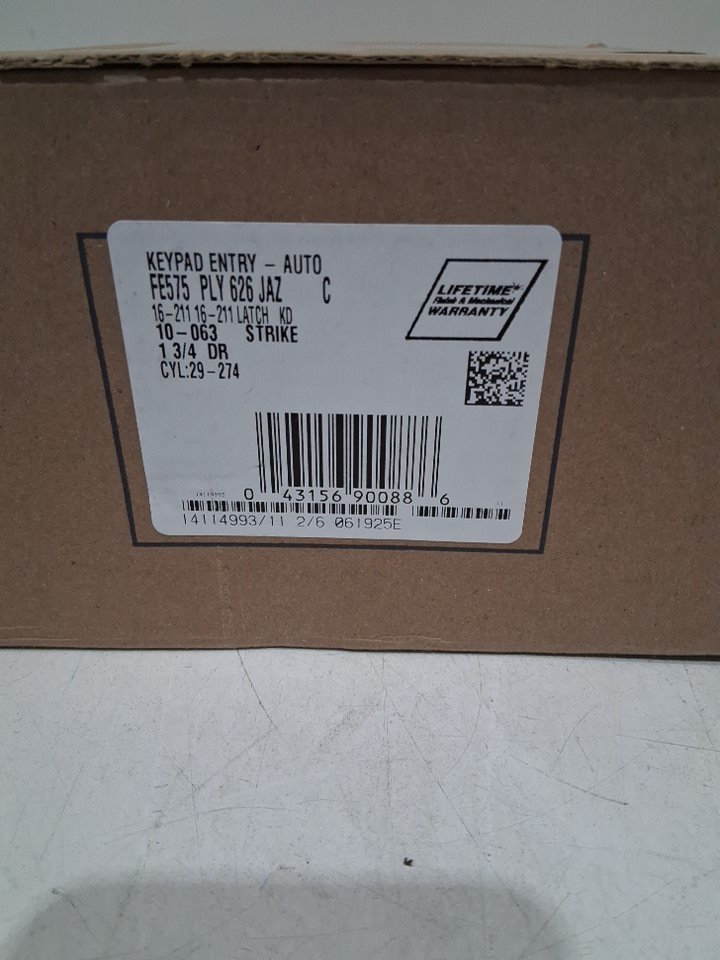 KEYPAD ENTRY - AUTO
FE575 PLY 626 JAZ C
16-211 16-211 LATCH KD
10-063 STRIKE
1 3/4 DR
CYL:29-274
LIFETIME
Finish & Mechanical
WARRANTY
0 43156 90088 6
14114993/11 2/6 061925E